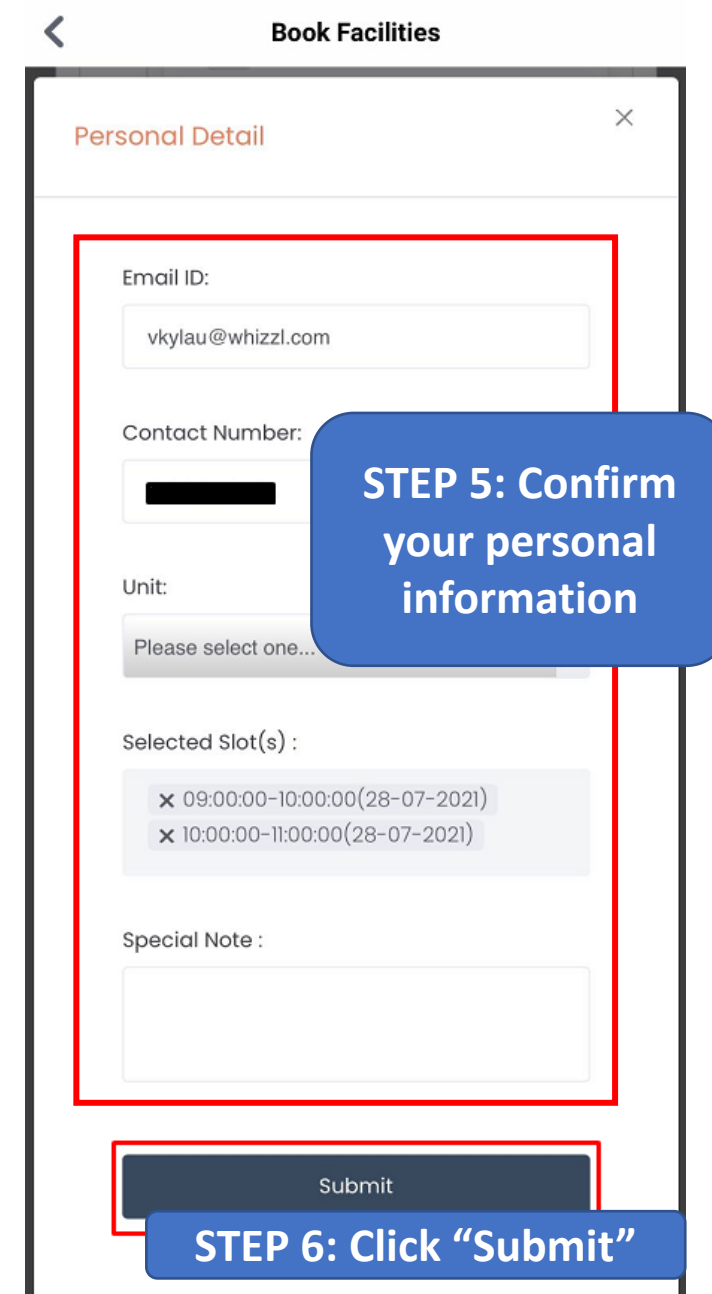 Book Facilities
Personal Detail
Email ID:
vkylau@whizzl.com
Contact Number:
STEP 5: Confirm
your personal
information
Unit:
Please select one...
Selected Slot(s) :
× 09:00:00-10:00:00(28-07-2021)
× 10:00:00-11:00:00(28-07-2021)
Special Note :
Submit
STEP 6: Click “Submit”